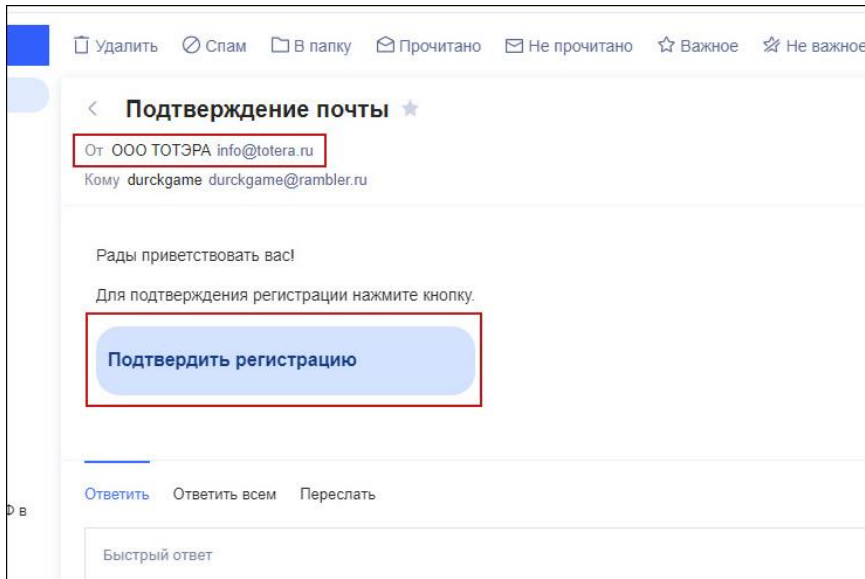 Удалить Спам В папку Прочитано Не прочитано Важное Не важное
Подтверждение почты
От ООО ТОТЭРА info@totera.ru
Кому durckgame durckgame@rambler.ru
Рады приветствовать вас!
Для подтверждения регистрации нажмите кнопку.
Подтвердить регистрацию
Ответить Ответить всем Переслать
в
Быстрый ответ